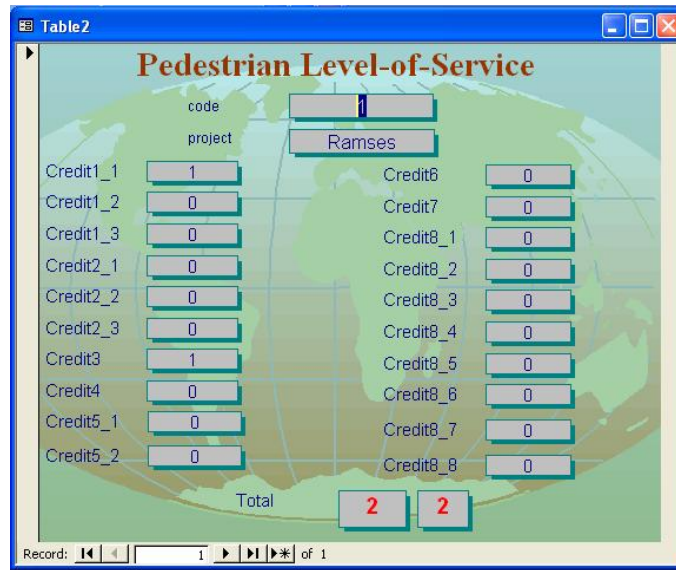 Table2
Pedestrian Level-of-Service
code 1
project Ramses
Credit1_1 1
Credit1_2 0
Credit1_3 0
Credit2_1 0
Credit2_2 0
Credit2_3 0
Credit3 1
Credit4 0
Credit5_1 0
Credit5_2 0
Credit6 0
Credit7 0
Credit8_1 0
Credit8_2 0
Credit8_3 0
Credit8_4 0
Credit8_5 0
Credit8_6 0
Credit8_7 0
Credit8_8 0
Total 2 2
Record: 1 of 1